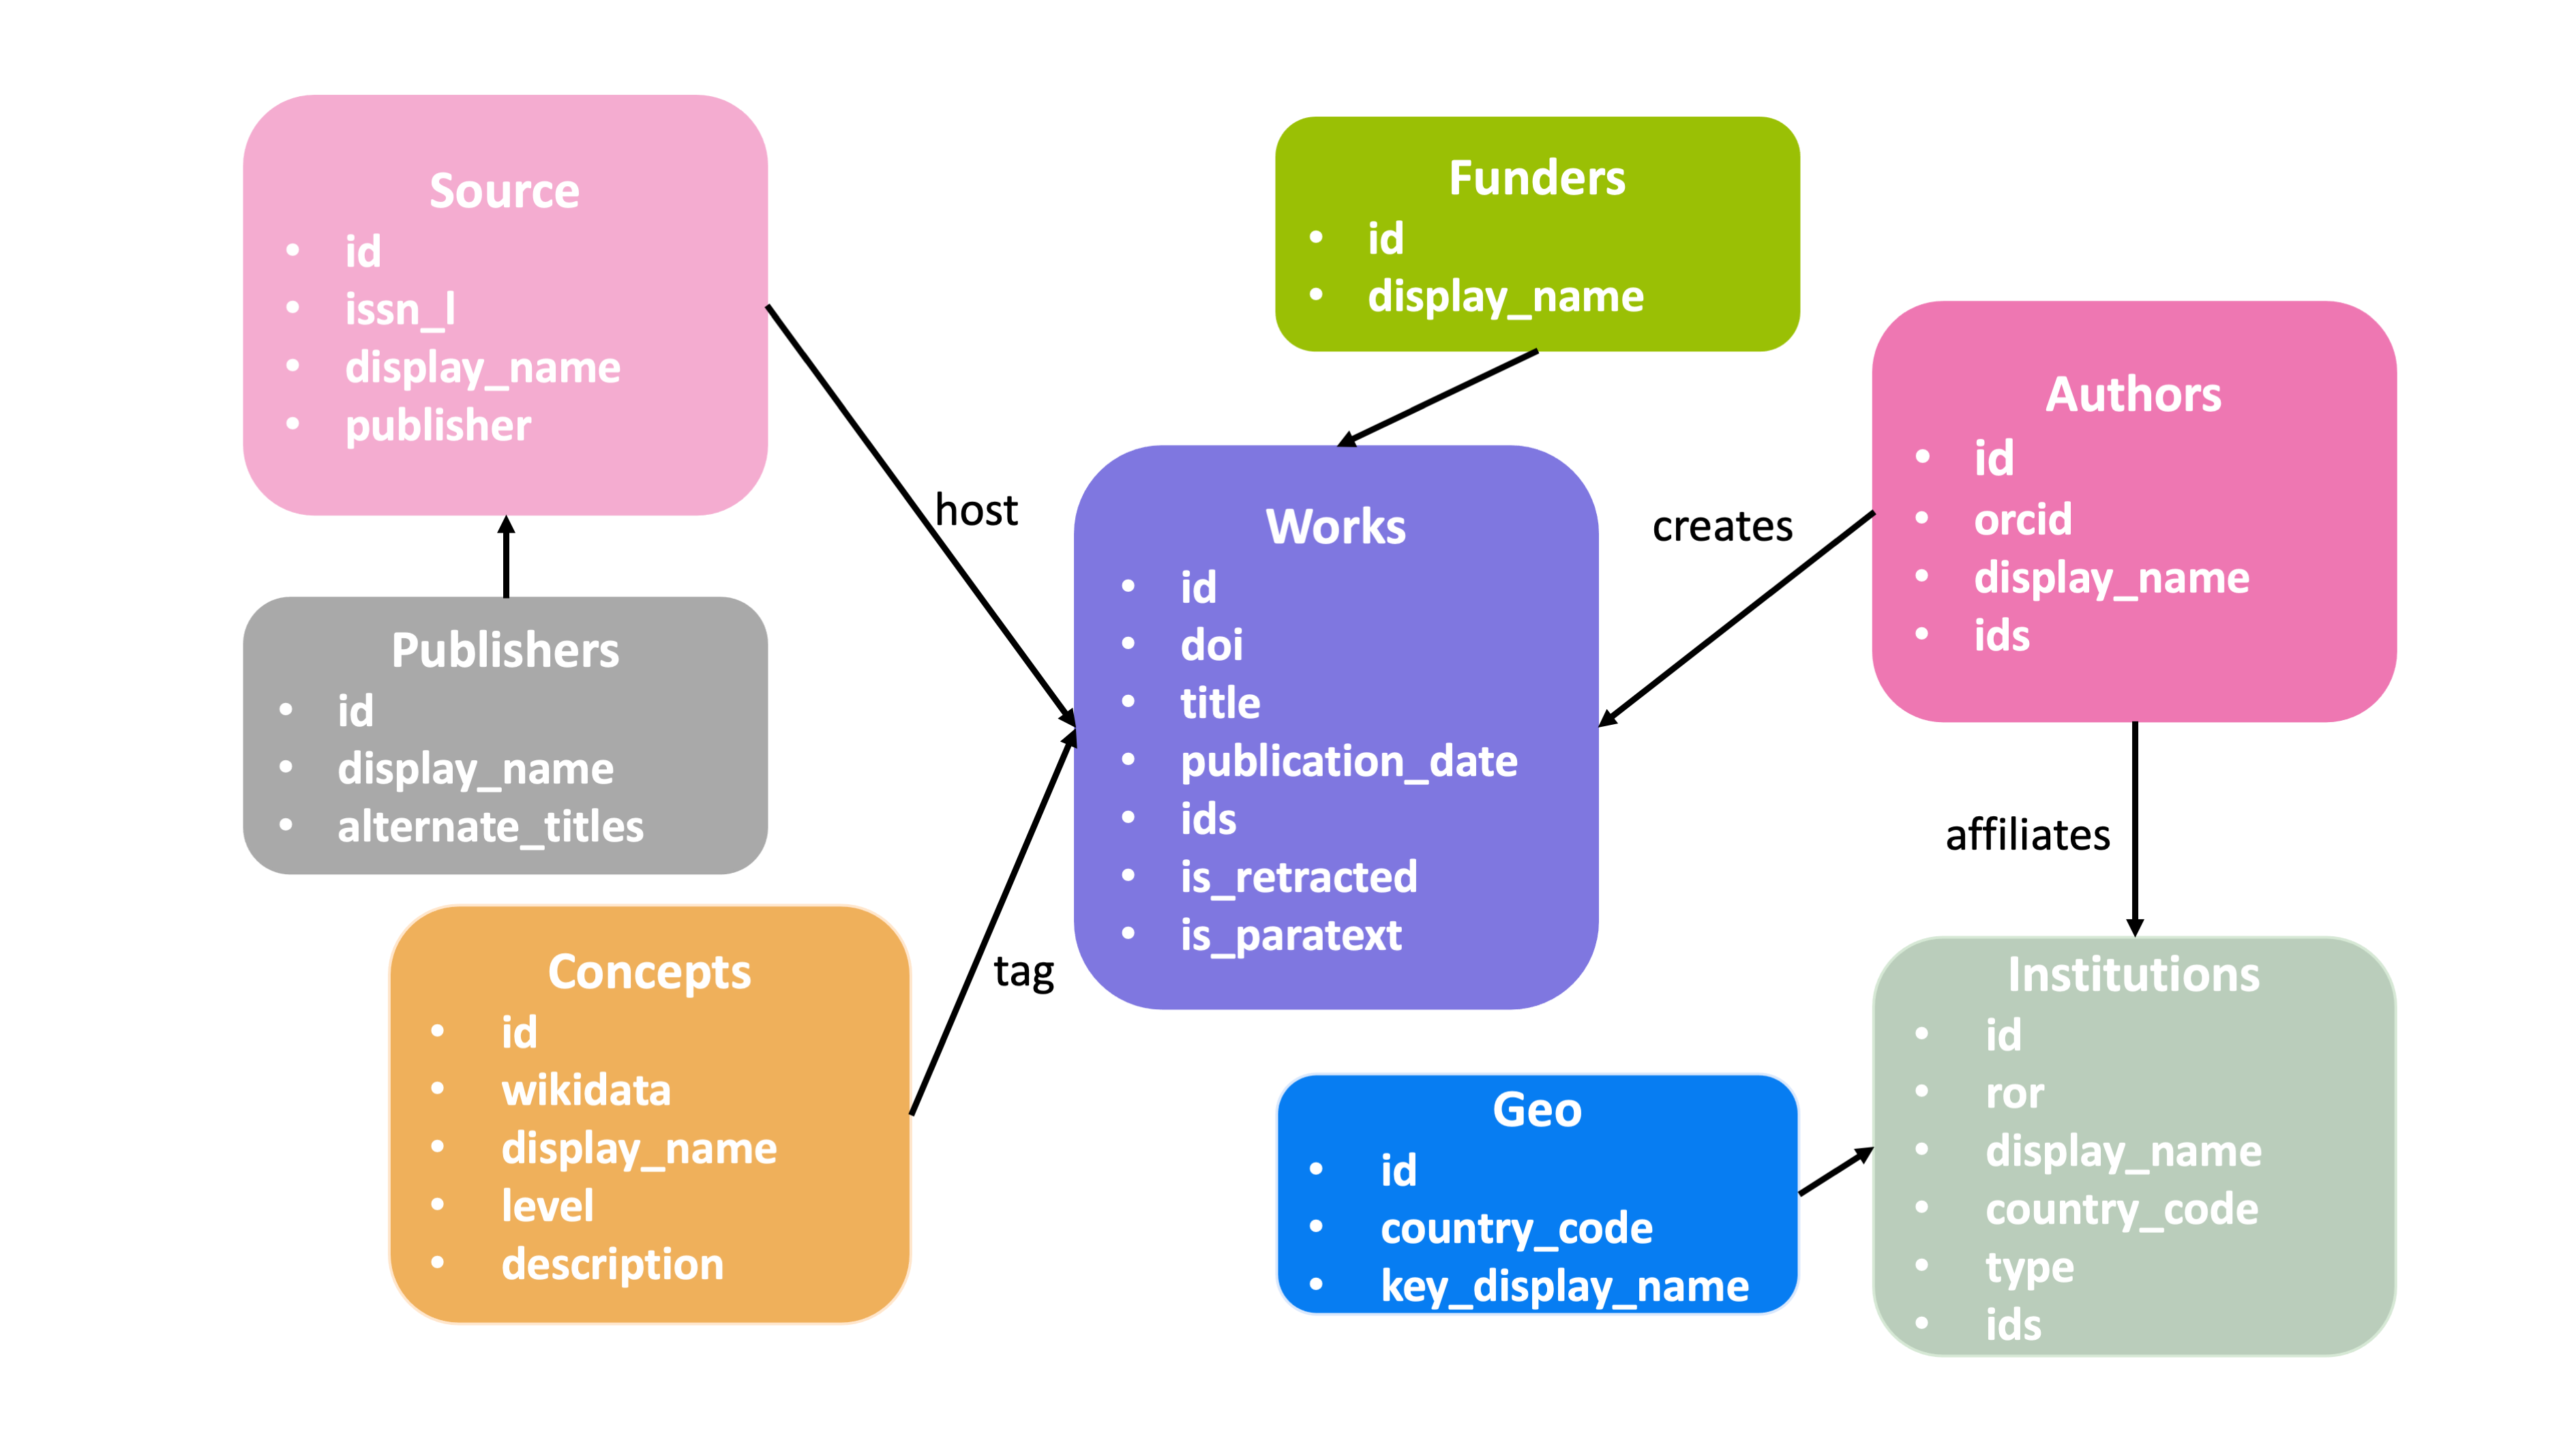 Source
• id
• issn_l
• display_name
• publisher
Publishers
• id
• display_name
• alternate_titles
Concepts
• id
• wikidata
• display_name
• level
• description
host
tag
Funders
• id
• display_name
Works
• id
• doi
• title
• publication_date
• ids
• is_retracted
• is_paratext
Geo
• id
• country_code
• key_display_name
creates
Authors
• id
• orcid
• display_name
• ids
affiliates
Institutions
• id
• ror
• display_name
• country_code
• type
• ids